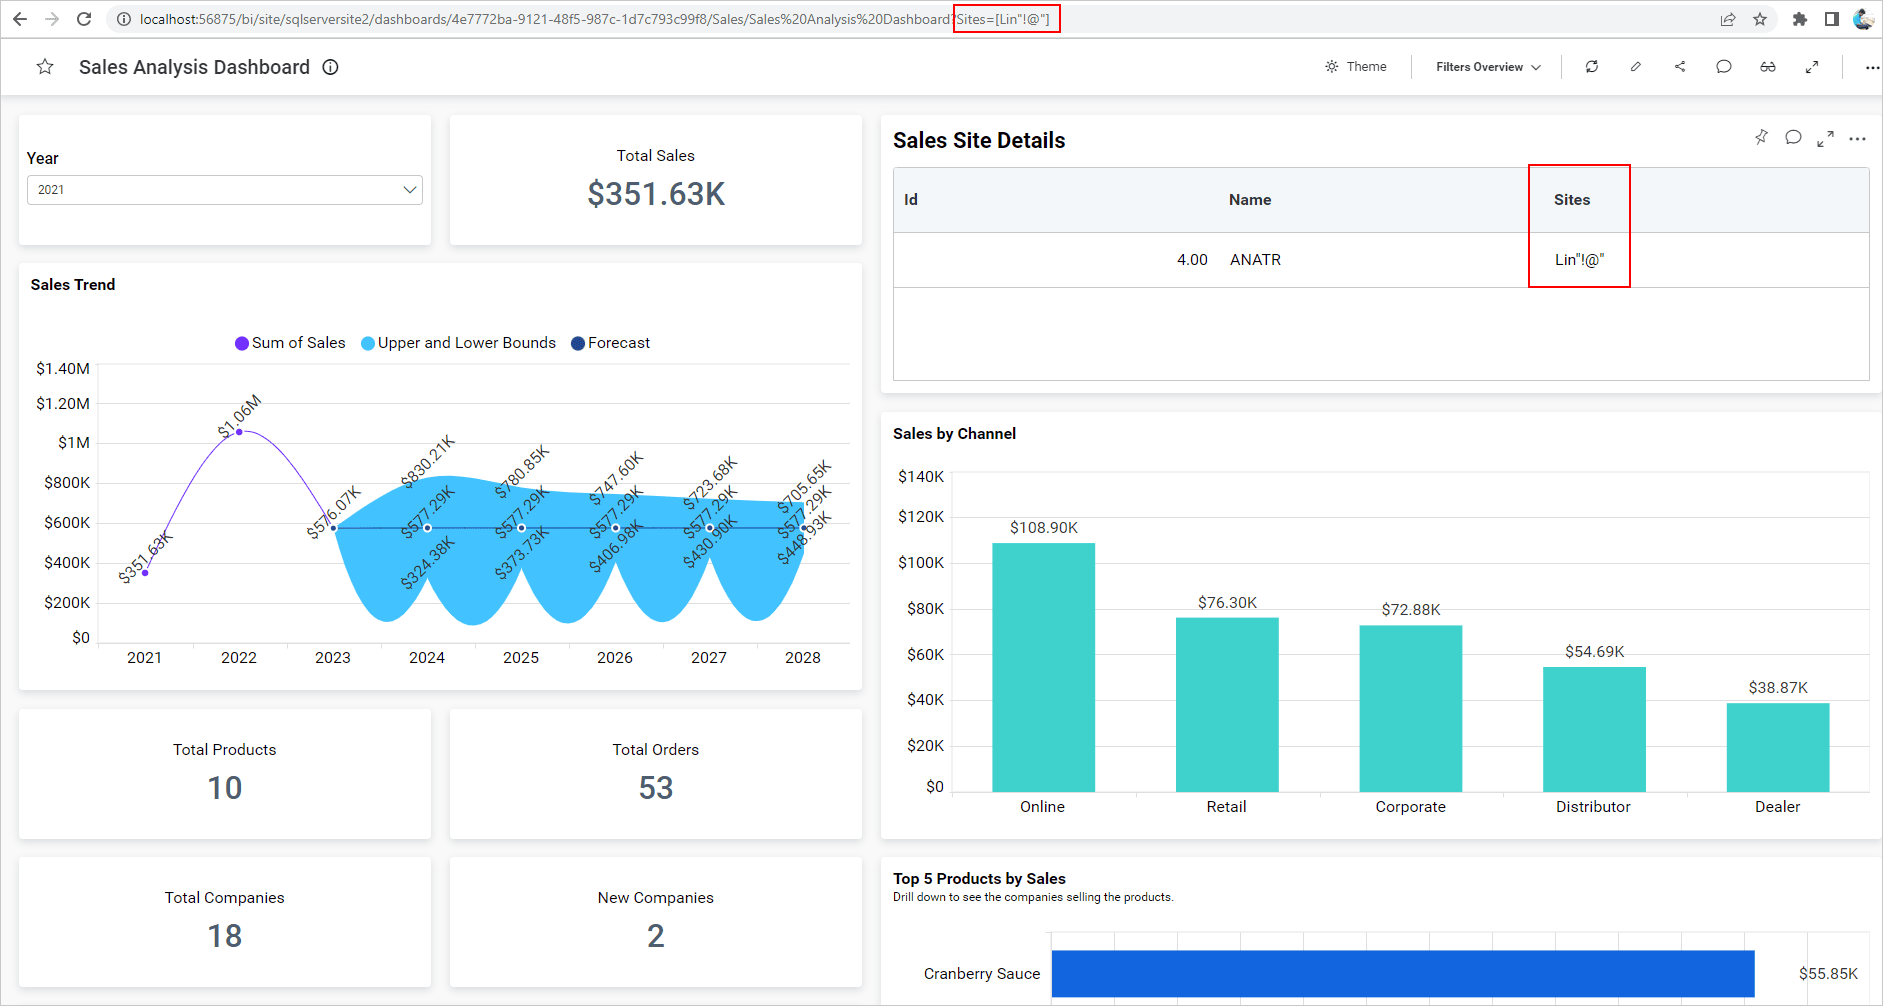 localhost:56875/bi/site/sqlserversite2/dashboards/4e7772ba-9121-48f5-987c-1d7c793c99f8/Sales/Sales%20Analysis%20Dashboard?Sites=[Lin"!@"]
Sales Analysis Dashboard
Theme
Filters Overview
Year
2021
Total Sales
$351.63K
Sales Site Details
Id Name Sites
4.00 ANATR Lin"!@"
Sales Trend
Sum of Sales Upper and Lower Bounds Forecast
$1.40M
$1.20M
$1M
$800K
$600K
$400K
$200K
$0
$351.63K
$1.06M
$576.07K
$830.21K
$577.29K
$324.38K
$780.85K
$577.29K
$373.73K
$747.60K
$577.29K
$406.98K
$723.68K
$577.29K
$430.90K
$705.65K
$577.29K
$448.93K
2021 2022 2023 2024 2025 2026 2027 2028
Sales by Channel
$140K
$120K
$100K
$80K
$60K
$40K
$20K
$0
$108.90K
$76.30K
$72.88K
$54.69K
$38.87K
Online Retail Corporate Distributor Dealer
Total Products
10
Total Orders
53
Total Companies
18
New Companies
2
Top 5 Products by Sales
Drill down to see the companies selling the products.
Cranberry Sauce
$55.85K